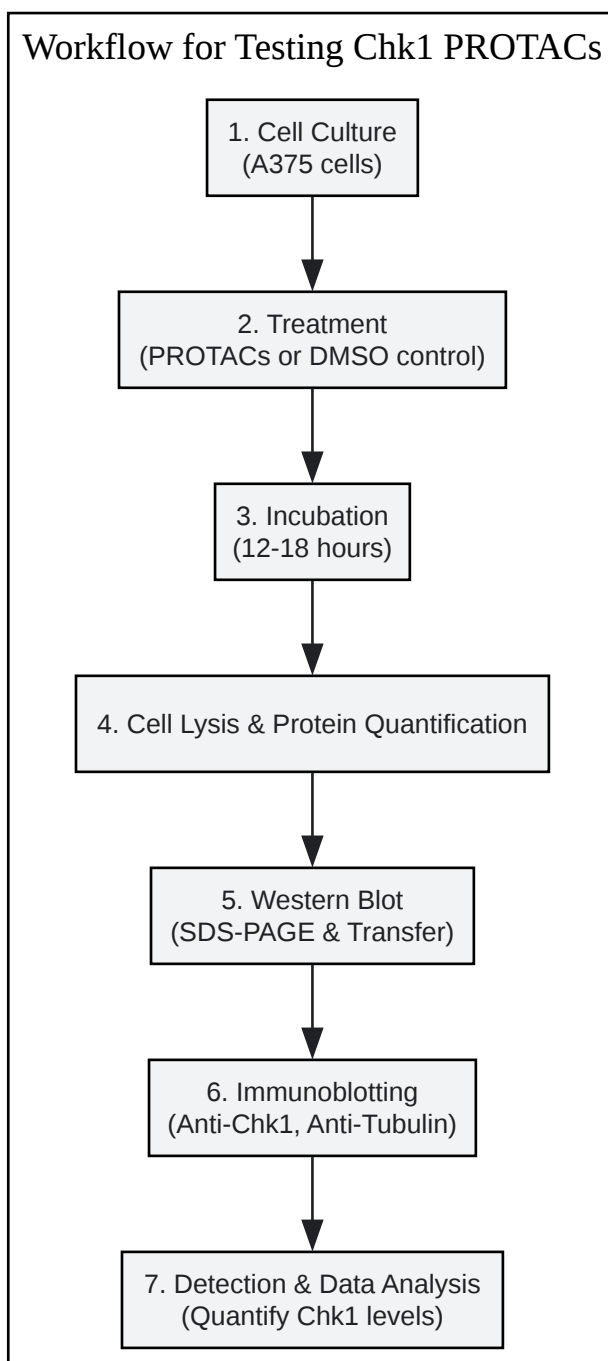 Workflow for Testing Chk1 PROTACs
1. Cell Culture
(A375 cells)
2. Treatment
(PROTACs or DMSO control)
3. Incubation
(12-18 hours)
4. Cell Lysis & Protein Quantification
5. Western Blot
(SDS-PAGE & Transfer)
6. Immunoblotting
(Anti-Chk1, Anti-Tubulin)
7. Detection & Data Analysis
(Quantify Chk1 levels)